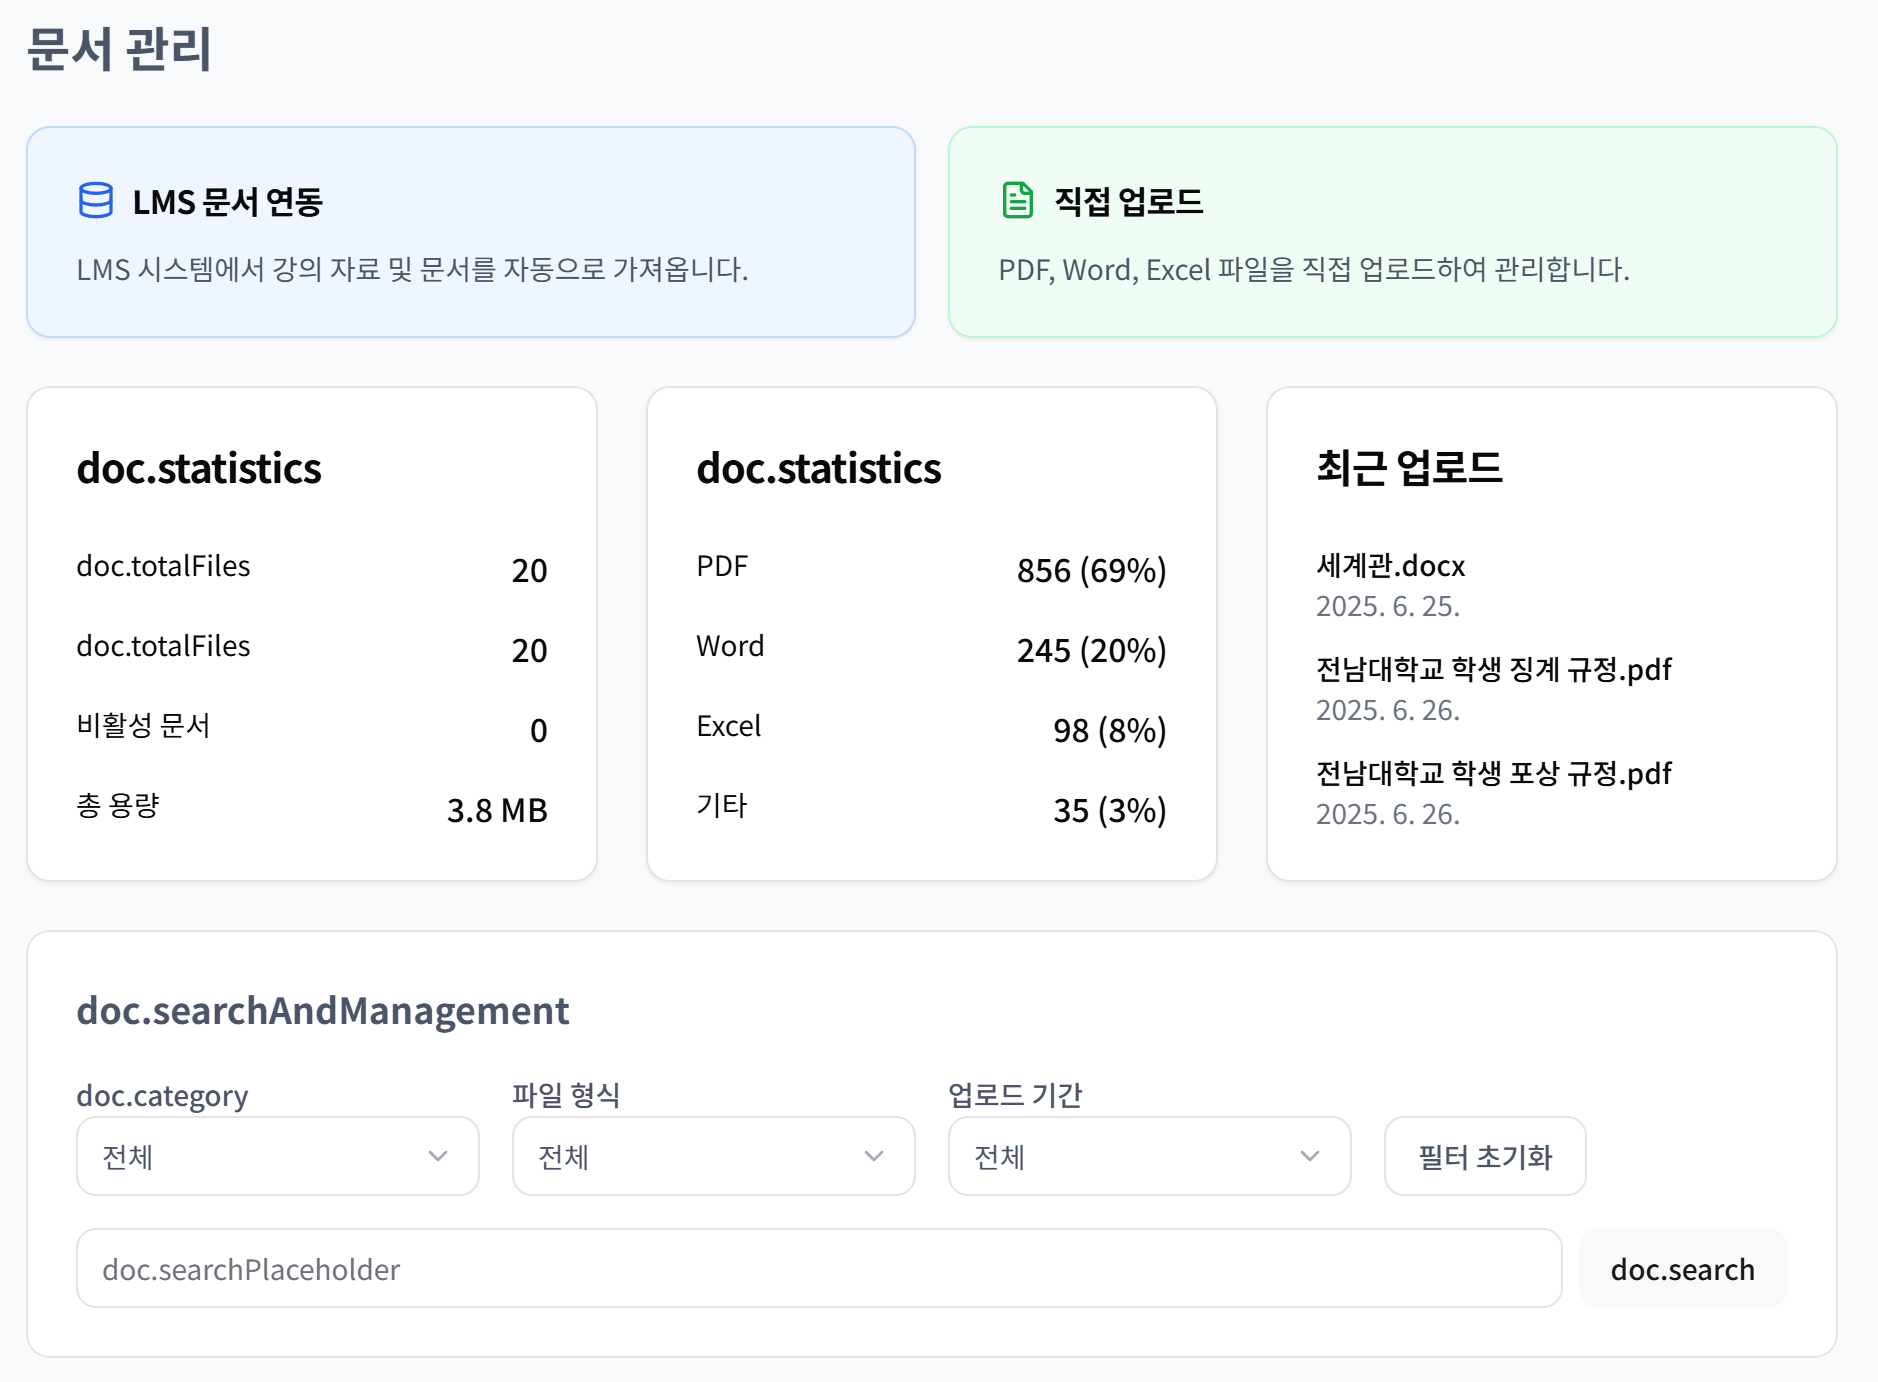 문서 관리
LMS 문서 연동
LMS 시스템에서 강의 자료 및 문서를 자동으로 가져옵니다.
직접 업로드
PDF, Word, Excel 파일을 직접 업로드하여 관리합니다.
doc.statistics
doc.totalFiles 20
doc.totalFiles 20
비활성 문서 0
총 용량 3.8 MB
doc.statistics
PDF 856 (69%)
Word 245 (20%)
Excel 98 (8%)
기타 35 (3%)
최근 업로드
세계관.docx
2025. 6. 25.
전남대학교 학생 징계 규정.pdf
2025. 6. 26.
전남대학교 학생 포상 규정.pdf
2025. 6. 26.
doc.searchAndManagement
doc.category 파일 형식 업로드 기간
전체 전체 전체 필터 초기화
doc.searchPlaceholder doc.search